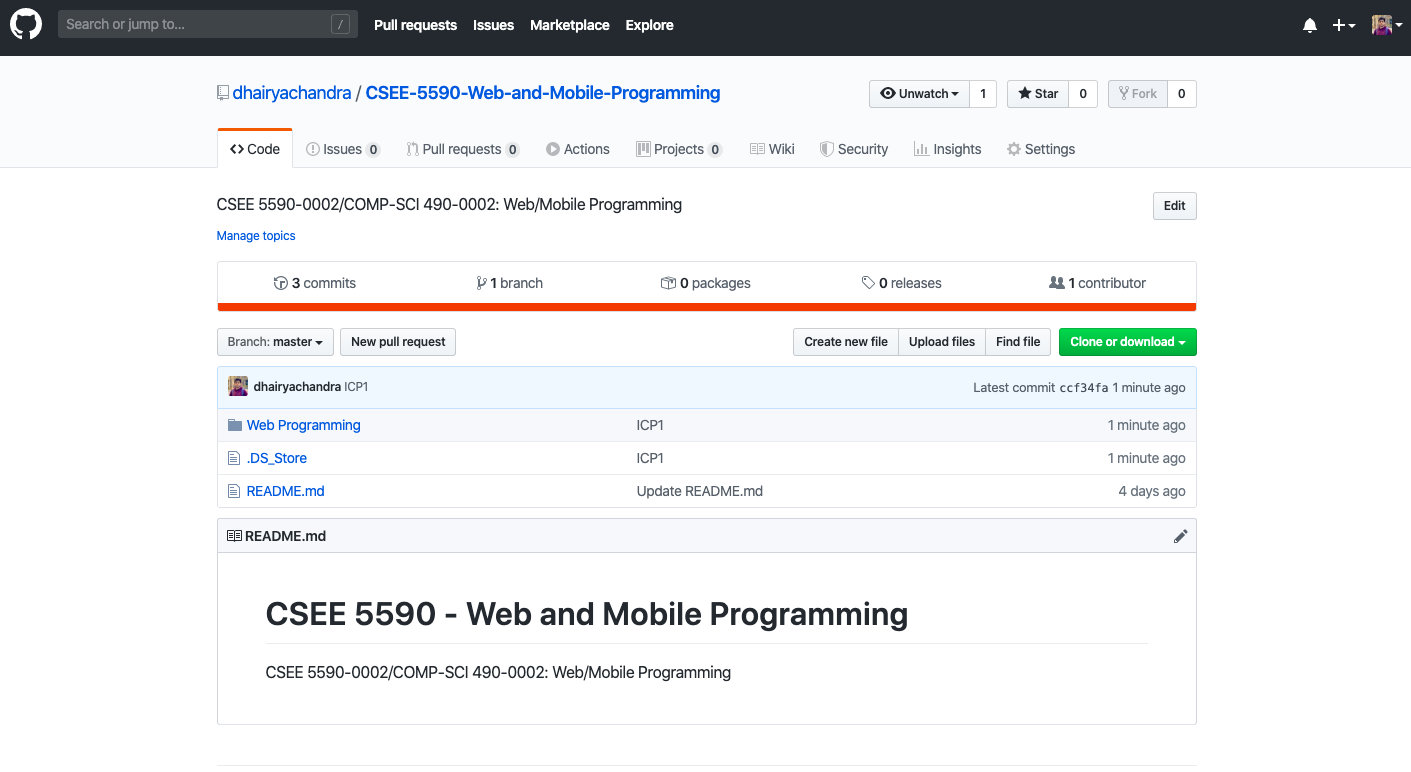 Search or jump to... / Pull requests Issues Marketplace Explore
dhairyachandra / CSEE-5590-Web-and-Mobile-Programming Unwatch 1 Star 0 Fork 0
Code Issues 0 Pull requests 0 Actions Projects 0 Wiki Security Insights Settings
CSEE 5590-0002/COMP-SCI 490-0002: Web/Mobile Programming Edit
Manage topics
3 commits 1 branch 0 packages 0 releases 1 contributor
Branch: master New pull request Create new file Upload files Find file Clone or download
dhairyachandra ICP1 Latest commit ccf34fa 1 minute ago
Web Programming ICP1 1 minute ago
.DS_Store ICP1 1 minute ago
README.md Update README.md 4 days ago
README.md
CSEE 5590 - Web and Mobile Programming
CSEE 5590-0002/COMP-SCI 490-0002: Web/Mobile Programming